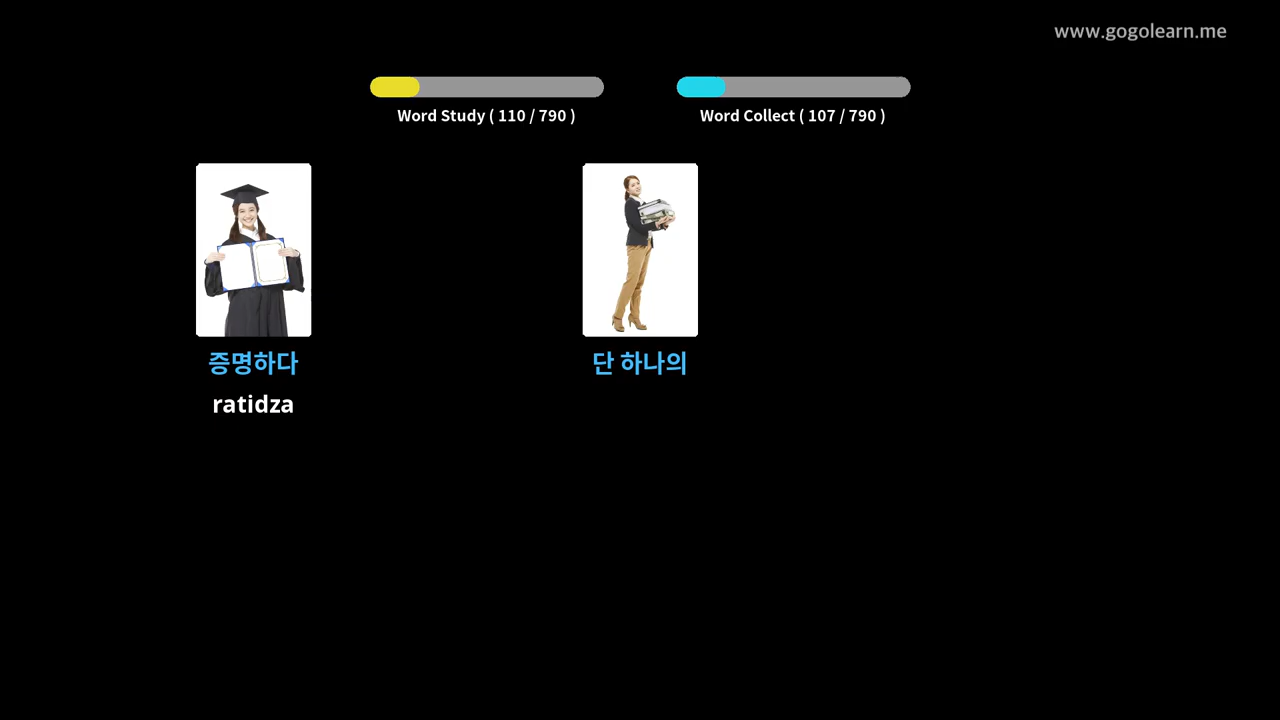 www.gogolearn.me
Word Study ( 110 / 790 )
Word Collect ( 107 / 790 )
증명하다
단 하나의
ratidza